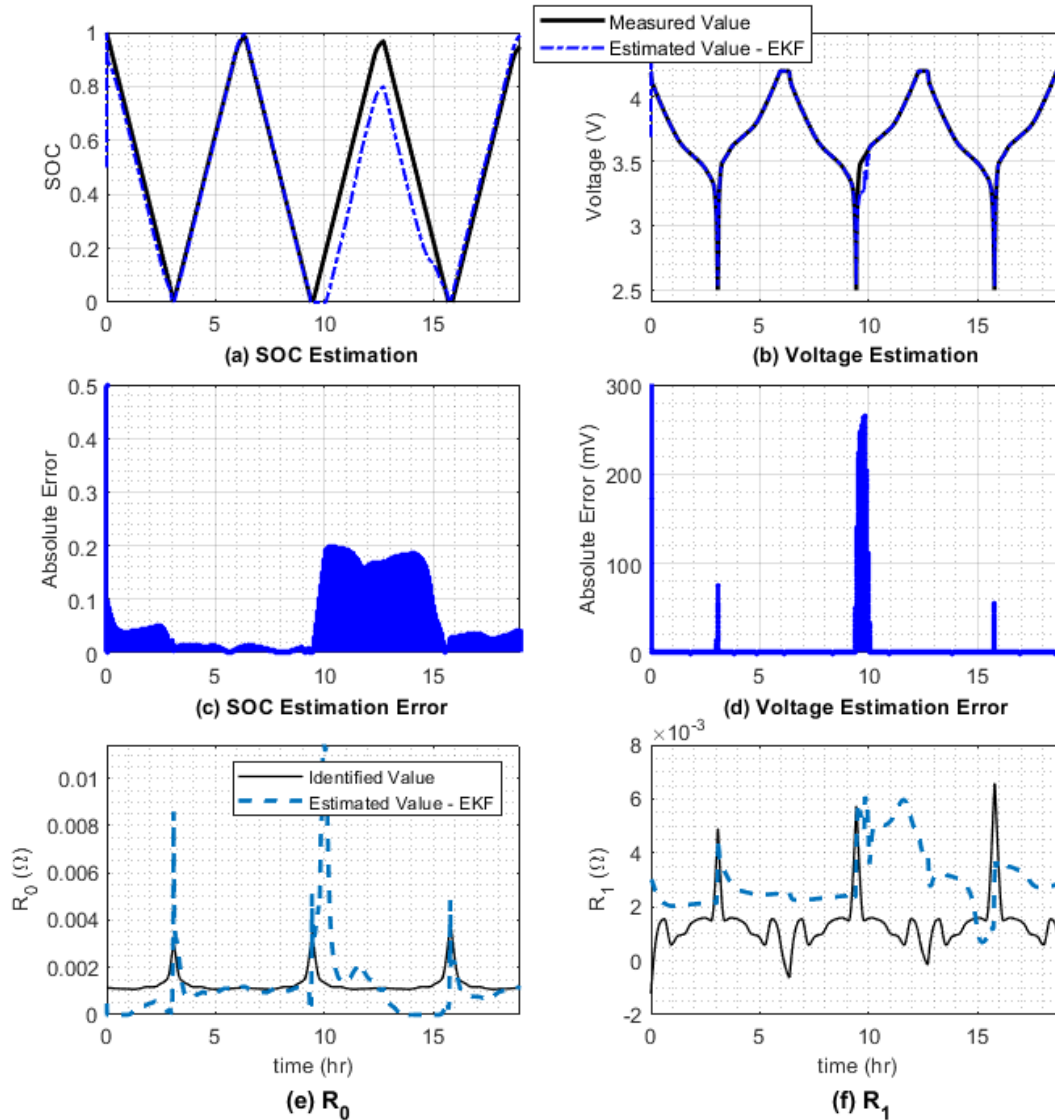 Measured Value
Estimated Value - EKF
1
0.8
0.6
0.4
0.2
0
SOC
0 5 10 15
(a) SOC Estimation
4
3.5
3
2.5
Voltage (V)
0 5 10 15
(b) Voltage Estimation
0.5
0.4
0.3
0.2
0.1
0
Absolute Error
0 5 10 15
(c) SOC Estimation Error
300
200
100
0
Absolute Error (mV)
0 5 10 15
(d) Voltage Estimation Error
Identified Value
Estimated Value - EKF
0.01
0.008
0.006
0.004
0.002
0
R0 (Ω)
0 5 10 15
time (hr)
(e) R0
×10-3
8
6
4
2
0
-2
R1 (Ω)
0 5 10 15
time (hr)
(f) R1